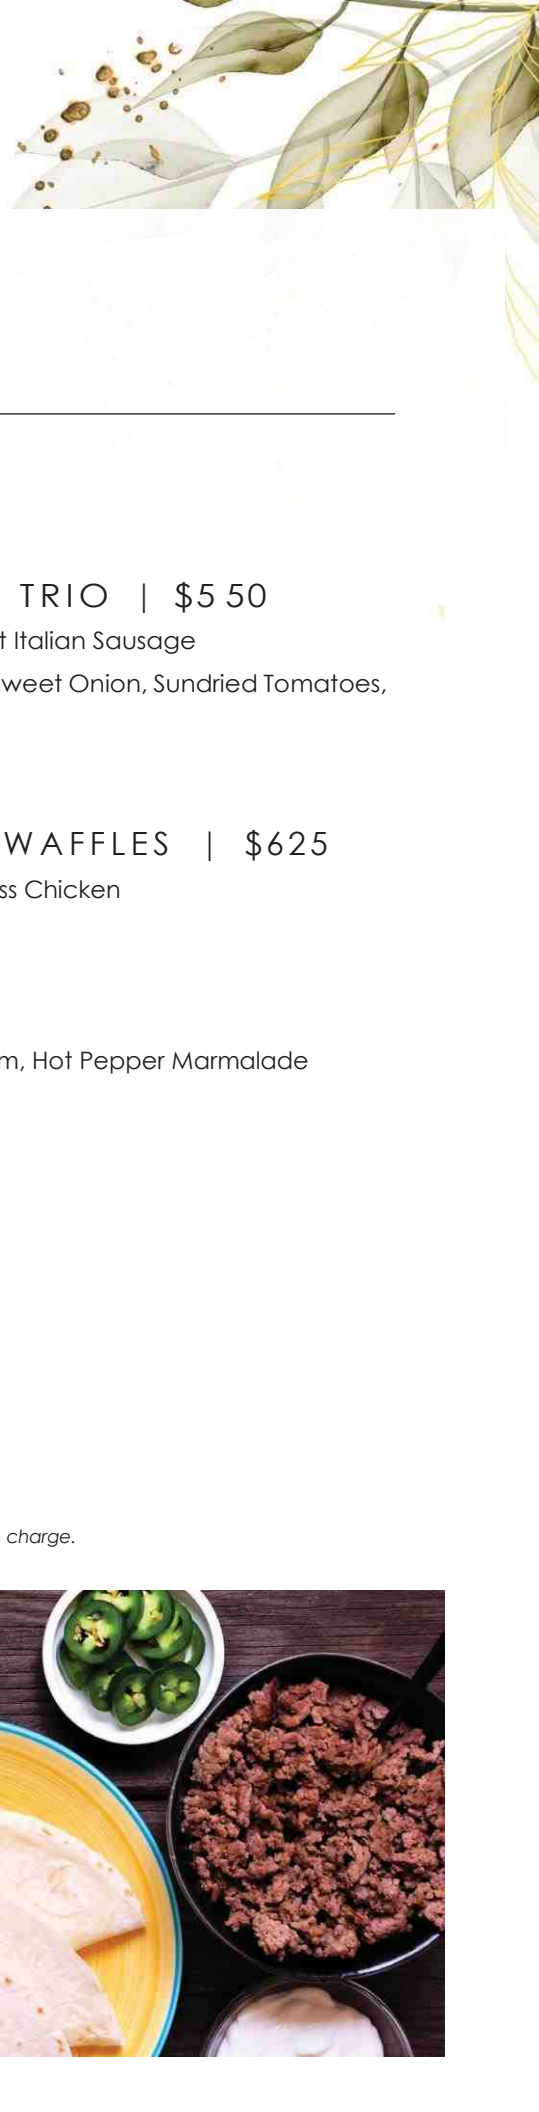 TRIO | $5 50
t Italian Sausage
weet Onion, Sundried Tomatoes,
WAFFLES | $625
ss Chicken
m, Hot Pepper Marmalade
charge.